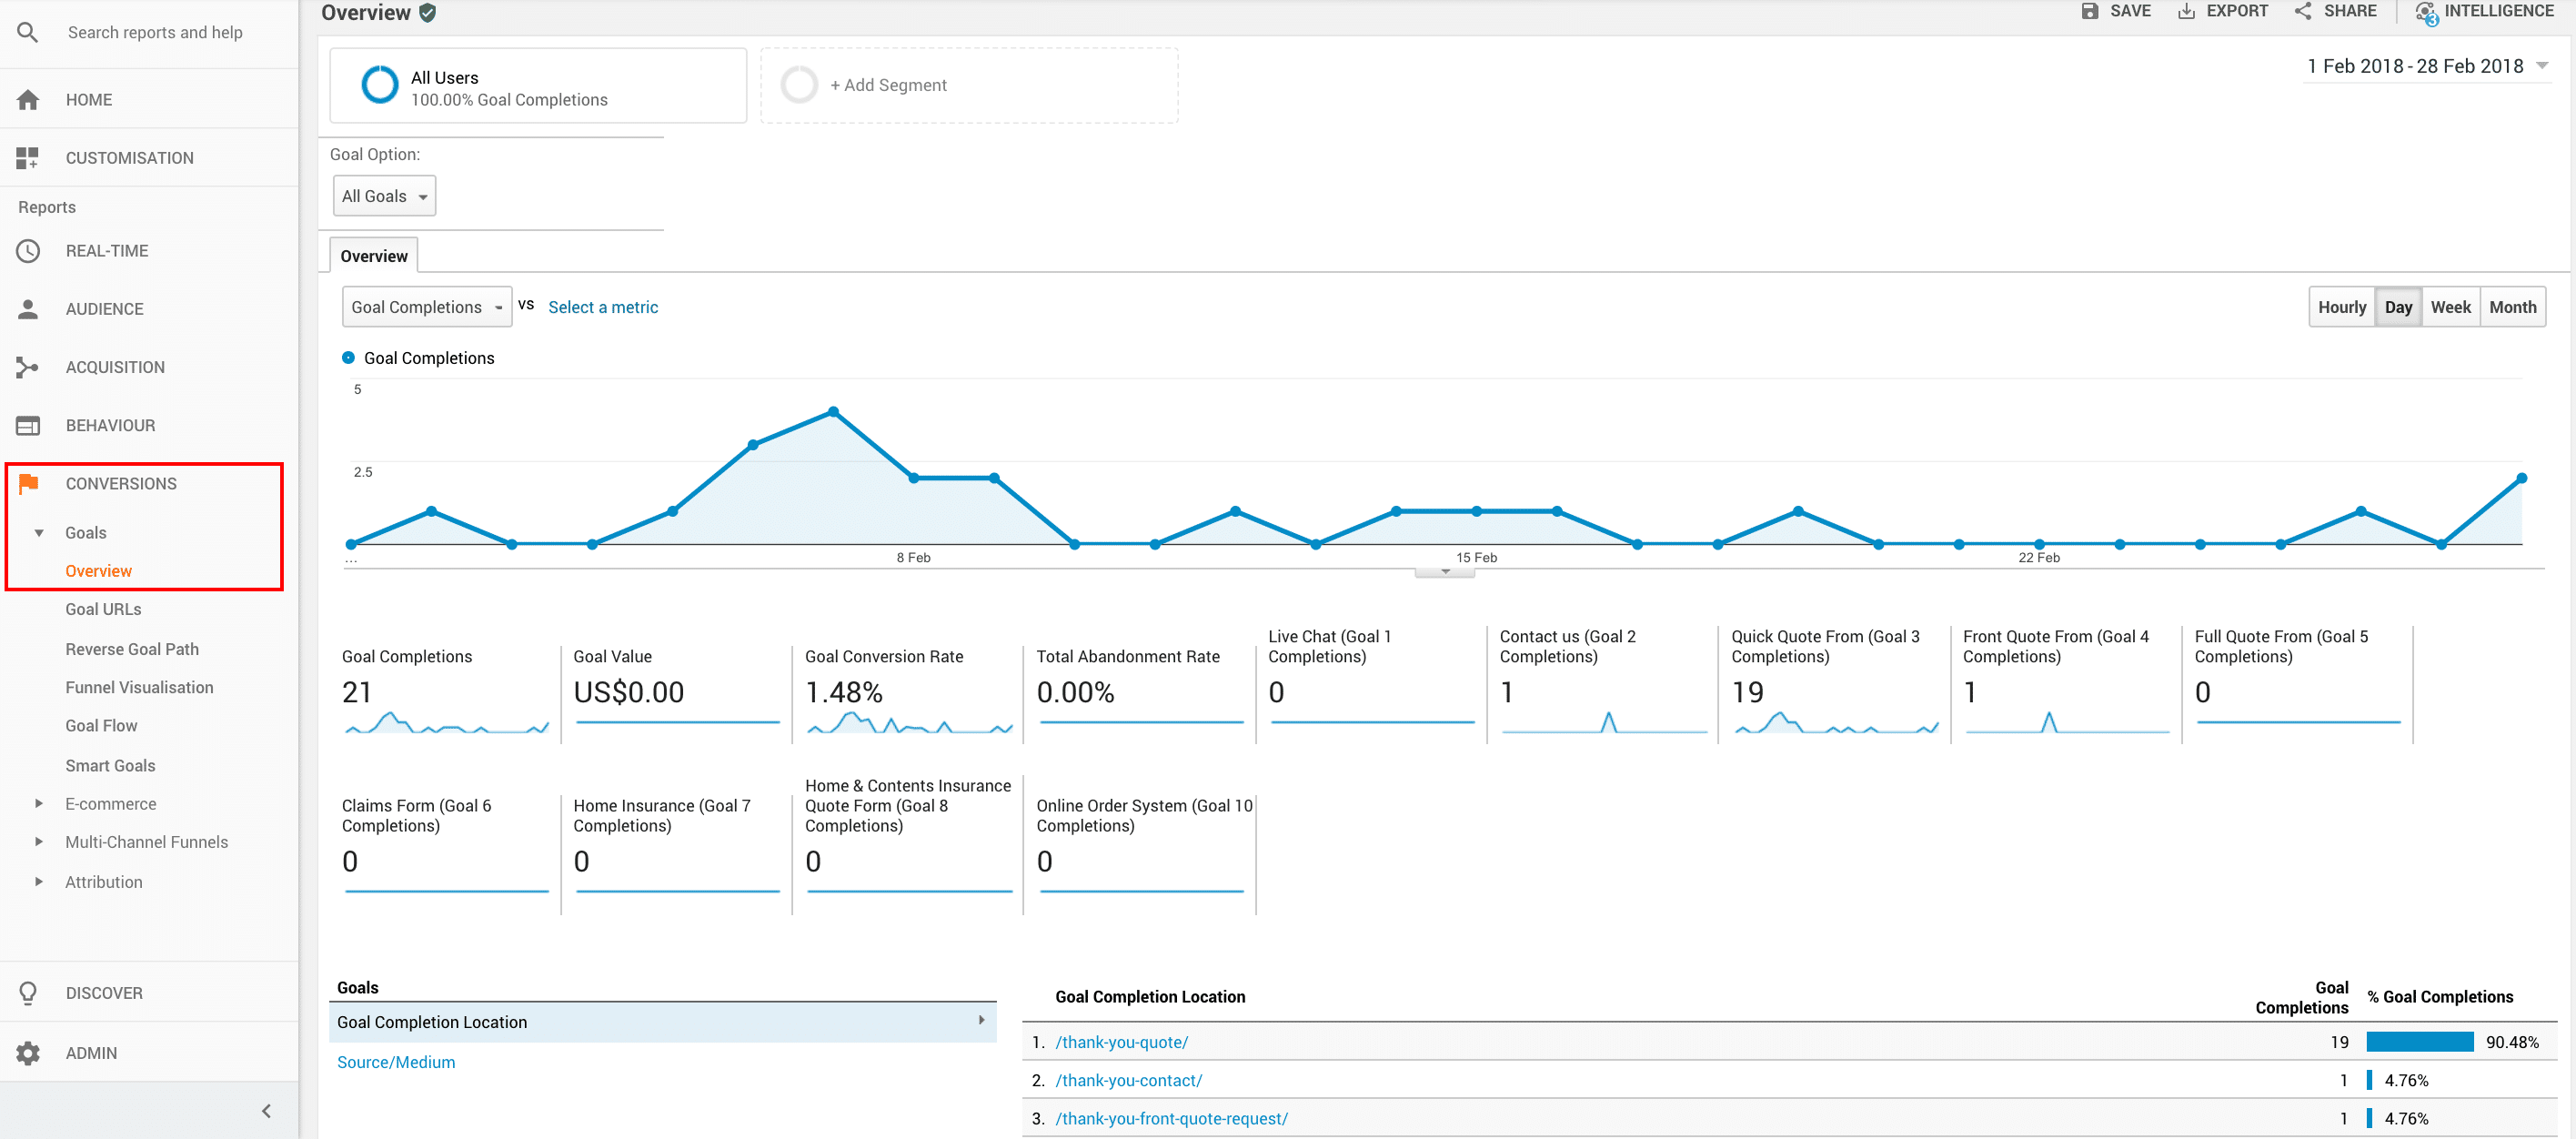 Search reports and help
HOME
CUSTOMISATION
Reports
REAL-TIME
AUDIENCE
ACQUISITION
BEHAVIOUR
CONVERSIONS
Goals
Overview
Goal URLs
Reverse Goal Path
Funnel Visualisation
Goal Flow
Smart Goals
E-commerce
Multi-Channel Funnels
Attribution
DISCOVER
ADMIN
Overview
SAVE
EXPORT
SHARE
3
INTELLIGENCE
All Users
100.00% Goal Completions
+ Add Segment
1 Feb 2018 - 28 Feb 2018
Goal Option:
All Goals
Overview
Goal Completions vs Select a metric
Hourly Day Week Month
Goal Completions
5
2.5
... 8 Feb 15 Feb 22 Feb
Goal Completions
21
Goal Value
US$0.00
Goal Conversion Rate
1.48%
Total Abandonment Rate
0.00%
Live Chat (Goal 1
Completions)
0
Contact us (Goal 2
Completions)
1
Quick Quote From (Goal 3
Completions)
19
Front Quote From (Goal 4
Completions)
1
Full Quote From (Goal 5
Completions)
0
Claims Form (Goal 6
Completions)
0
Home Insurance (Goal 7
Completions)
0
Home & Contents Insurance
Quote Form (Goal 8
Completions)
0
Online Order System (Goal 10
Completions)
0
Goals
Goal Completion Location
Source/Medium
Goal Completion Location
Goal
Completions
% Goal Completions
1. /thank-you-quote/ 19 90.48%
2. /thank-you-contact/ 1 4.76%
3. /thank-you-front-quote-request/ 1 4.76%